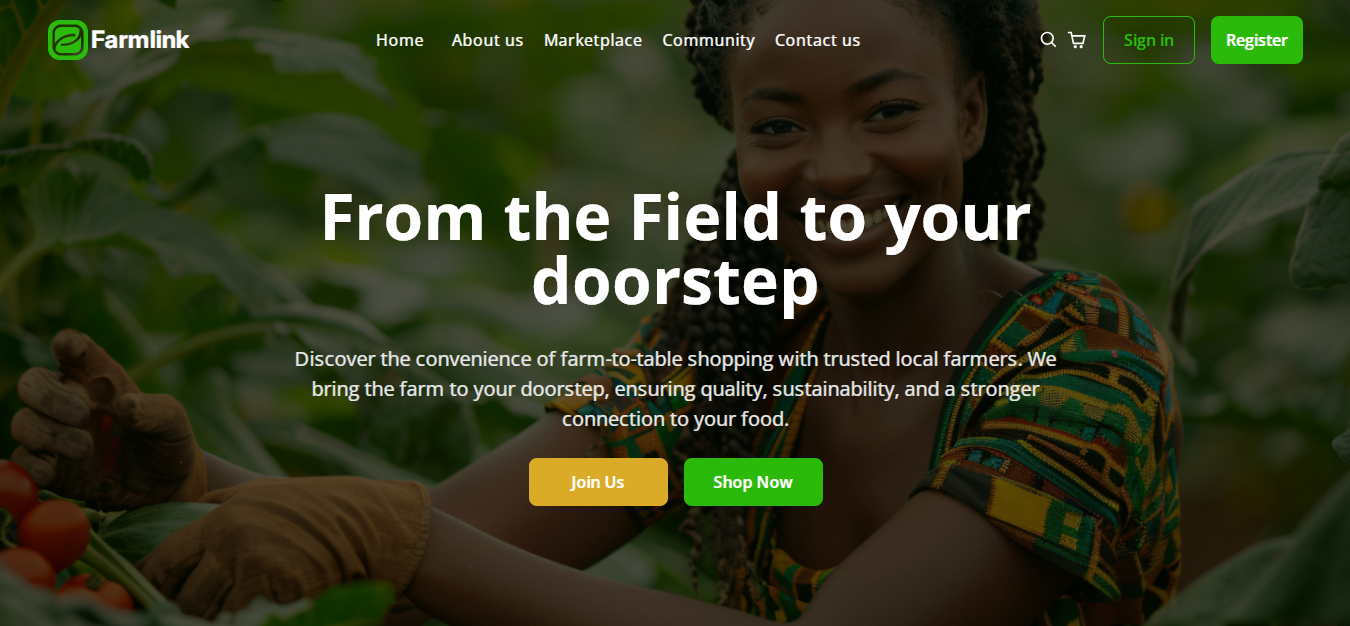 Farmlink
Home About us Marketplace Community Contact us Sign in Register
From the Field to your
doorstep
Discover the convenience of farm-to-table shopping with trusted local farmers. We
bring the farm to your doorstep, ensuring quality, sustainability, and a stronger
connection to your food.
Join Us Shop Now